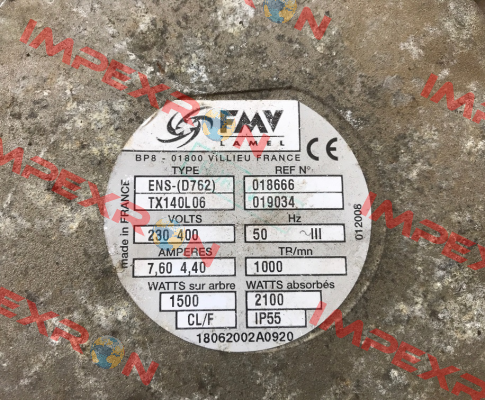 IMPEXRON
IMPEXRON
IMPEXRON
IMPEXRON
FMV
LAMEL
BP8 - 01800 VILLIEU FRANCE
CE
TYPE REF N°
ENS-(D762) 018666
TX140L06 019034
VOLTS Hz
230 400 50 III
AMPERES TR/mn
7,60 4,40 1000
WATTS sur arbre WATTS absorbés
1500 2100
CL/F IP55
18062002A0920
made in FRANCE
012008